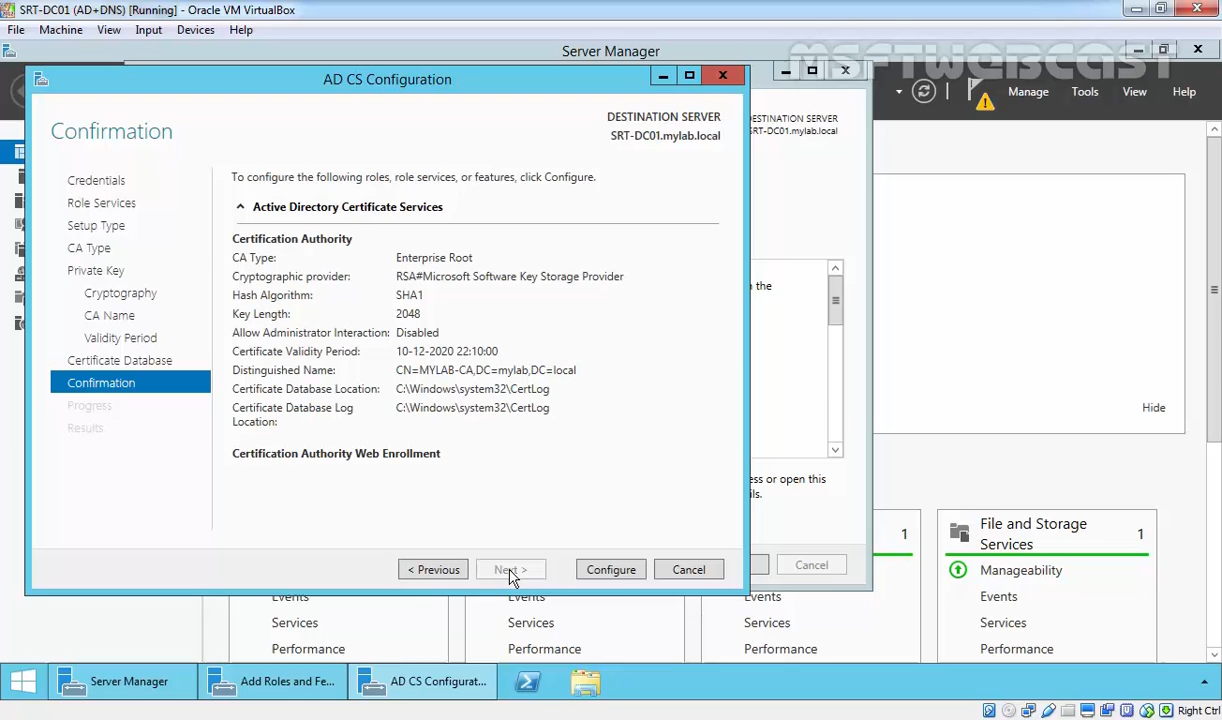 SRT-DC01 (AD+DNS) [Running] - Oracle VM VirtualBox
File Machine View Input Devices Help
Server Manager
MSFTWEBCAST
AD CS Configuration
Manage Tools View Help
Confirmation
DESTINATION SERVER
SRT-DC01.mylab.local
DESTINATION SERVER
SRT-DC01.mylab.local
Credentials
Role Services
Setup Type
CA Type
Private Key
Cryptography
CA Name
Validity Period
Certificate Database
Confirmation
Progress
Results
To configure the following roles, role services, or features, click Configure.
Active Directory Certificate Services
Certification Authority
CA Type: Enterprise Root
Cryptographic provider: RSA#Microsoft Software Key Storage Provider
Hash Algorithm: SHA1
Key Length: 2048
Allow Administrator Interaction: Disabled
Certificate Validity Period: 10-12-2020 22:10:00
Distinguished Name: CN=MYLAB-CA,DC=mylab,DC=local
Certificate Database Location: C:\Windows\system32\CertLog
Certificate Database Log Location: C:\Windows\system32\CertLog
Certification Authority Web Enrollment
< Previous Next > Configure Cancel
the
ess or open this
ils.
Cancel
Hide
1
File and Storage Services 1
Manageability
Events
Services
Performance
Events
Services
Performance
Events
Services
Performance
Events
Services
Performance
Server Manager
Add Roles and Fe...
AD CS Configurat...
Right Ctrl